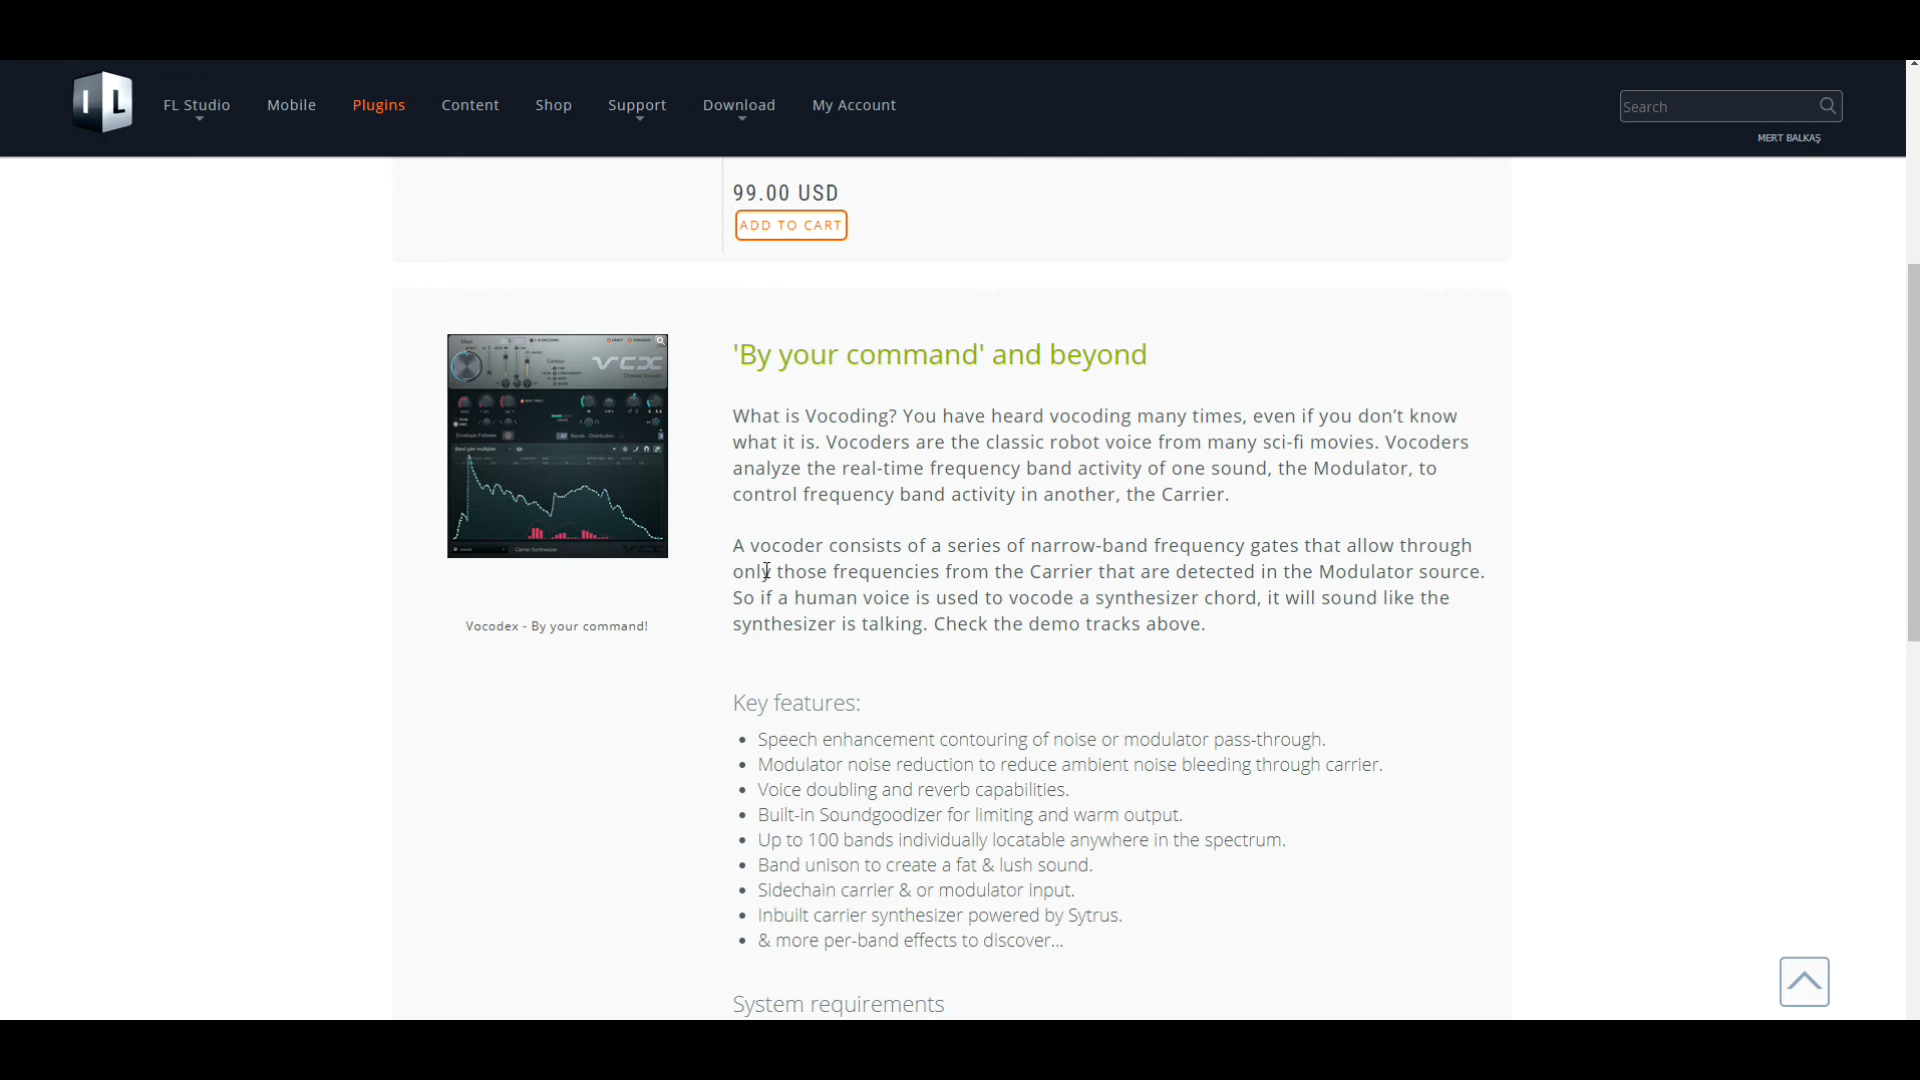 IL
FL Studio Mobile Plugins Content Shop Support Download My Account
Search
MERT BALKAŞ
99.00 USD
ADD TO CART
VCX
Vocodex - By your command!
'By your command' and beyond
What is Vocoding? You have heard vocoding many times, even if you don’t know
what it is. Vocoders are the classic robot voice from many sci-fi movies. Vocoders
analyze the real-time frequency band activity of one sound, the Modulator, to
control frequency band activity in another, the Carrier.
A vocoder consists of a series of narrow-band frequency gates that allow through
only those frequencies from the Carrier that are detected in the Modulator source.
So if a human voice is used to vocode a synthesizer chord, it will sound like the
synthesizer is talking. Check the demo tracks above.
Key features:
• Speech enhancement contouring of noise or modulator pass-through.
• Modulator noise reduction to reduce ambient noise bleeding through carrier.
• Voice doubling and reverb capabilities.
• Built-in Soundgoodizer for limiting and warm output.
• Up to 100 bands individually locatable anywhere in the spectrum.
• Band unison to create a fat & lush sound.
• Sidechain carrier & or modulator input.
• Inbuilt carrier synthesizer powered by Sytrus.
• & more per-band effects to discover...
System requirements